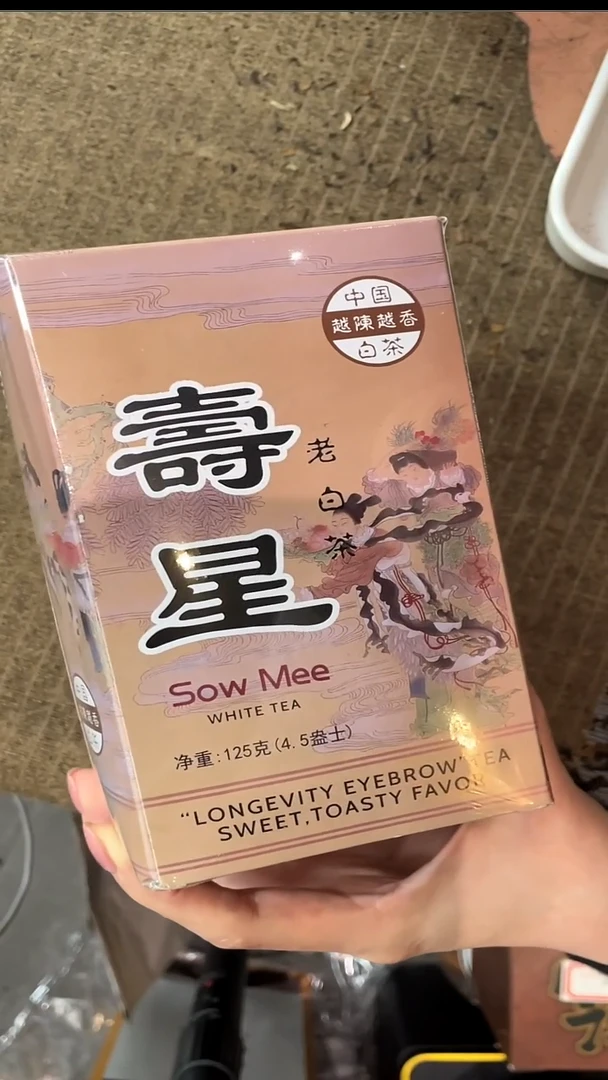 中国
越陳越香
白茶
壽星
老白茶
Sow Mee
WHITE TEA
净重:125克(4.5盎士)
"LONGEVITY EYEBROW" TEA
SWEET,TOASTY FAVOR